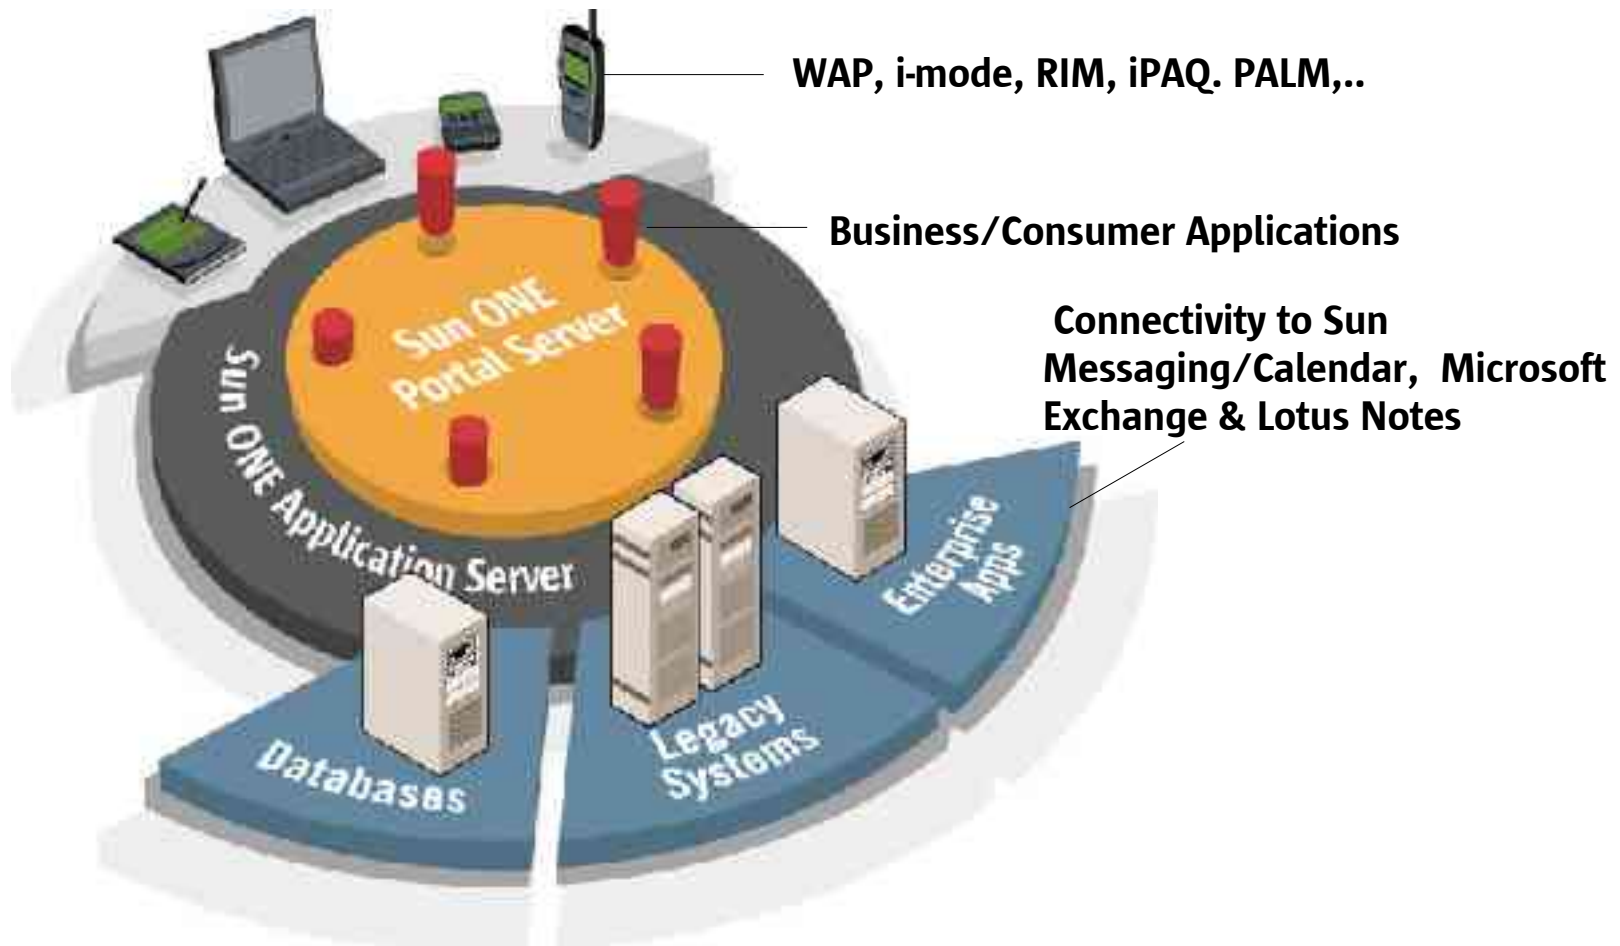 WAP, i-mode, RIM, iPAQ. PALM,..
Business/Consumer Applications
Sun ONE
Portal Server
Connectivity to Sun
Messaging/Calendar, Microsoft
Exchange & Lotus Notes
Sun ONE Application Server
Enterprise
Apps
Legacy
Systems
Databases